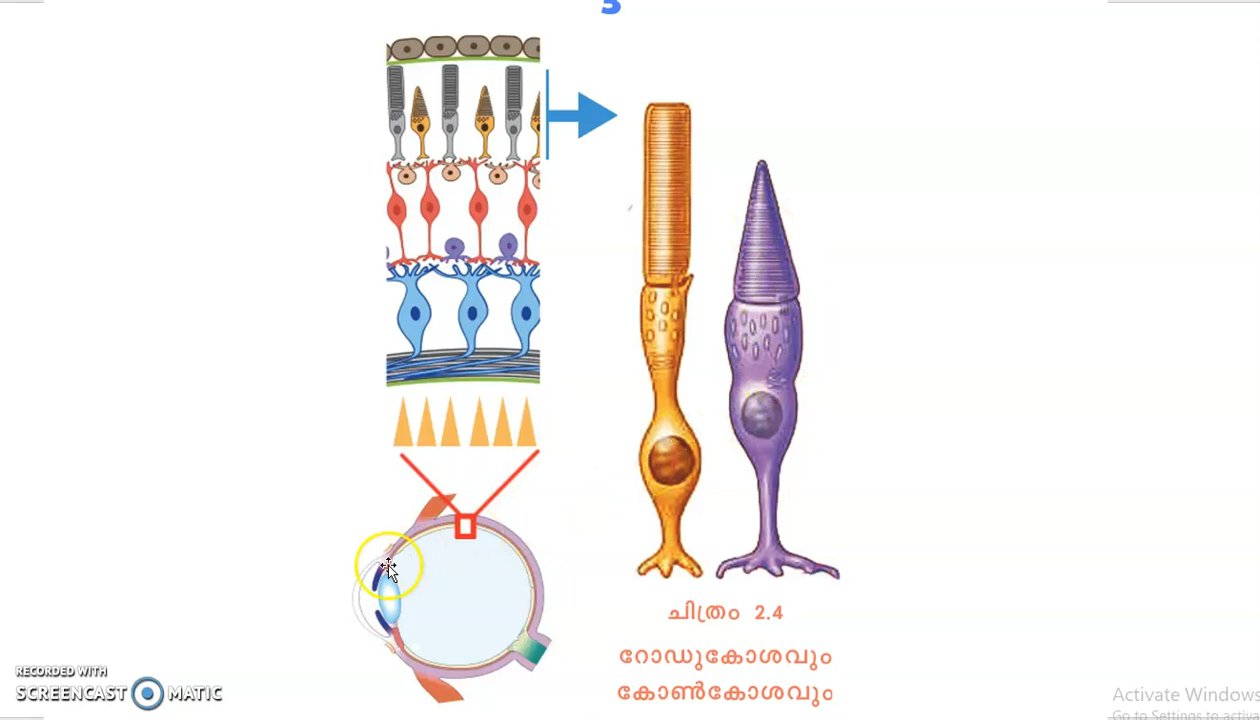 ചിത്രം 2.4
റോഡുകോശവും
കോൺകോശവും
RECORDED WITH
SCREENCAST MATIC
Activate Windows